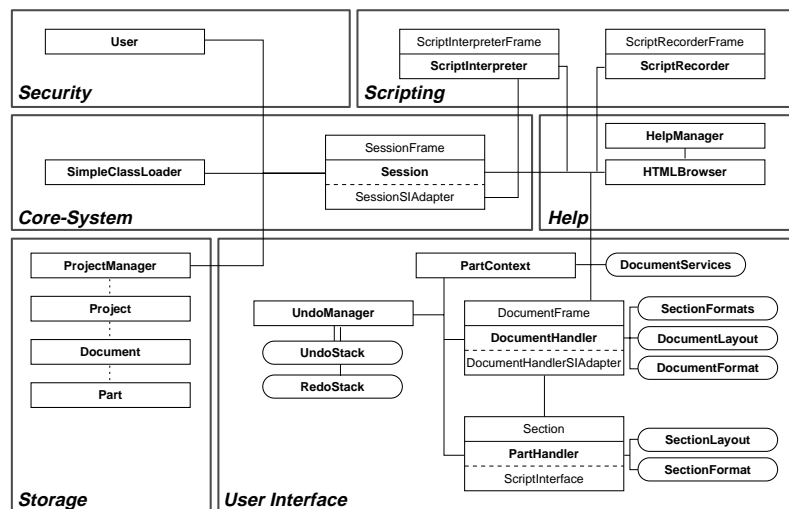 User
Security
ScriptInterpreterFrame
ScriptInterpreter
ScriptRecorderFrame
ScriptRecorder
Scripting
SimpleClassLoader
SessionFrame
Session
SessionSIAdapter
Core-System
HelpManager
HTMLBrowser
Help
ProjectManager
Project
Document
Part
Storage
PartContext
DocumentServices
UndoManager
UndoStack
RedoStack
DocumentFrame
DocumentHandler
DocumentHandlerSIAdapter
SectionFormats
DocumentLayout
DocumentFormat
Section
PartHandler
ScriptInterface
SectionLayout
SectionFormat
User Interface